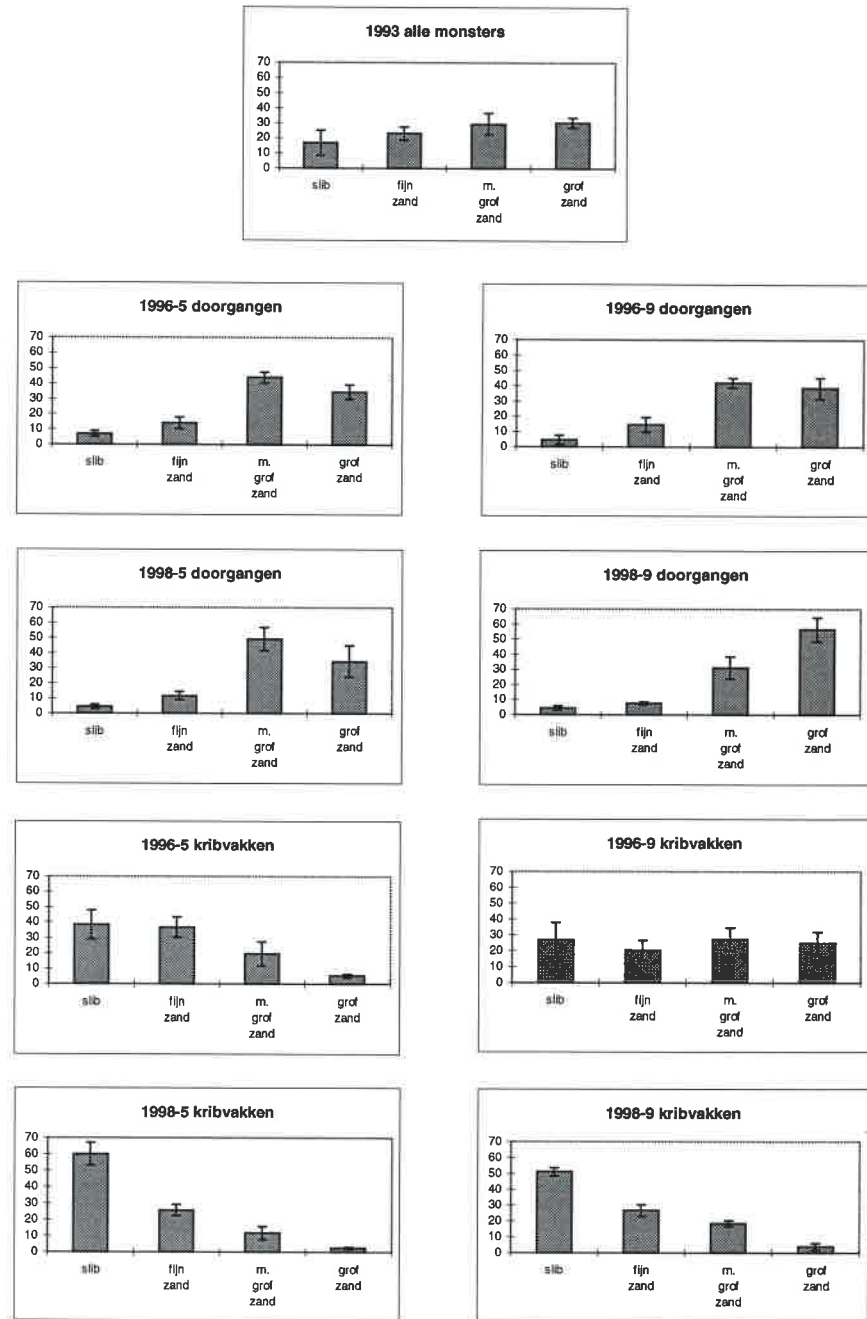 1993 alle monsters
70
60
50
40
30
20
10
0
slib
fijn
zand
m.
grof
zand
grof
zand
1996-5 doorgangen
70
60
50
40
30
20
10
0
slib
fijn
zand
m.
grof
zand
grof
zand
1996-9 doorgangen
70
60
50
40
30
20
10
0
slib
fijn
zand
m.
grof
zand
grof
zand
1998-5 doorgangen
70
60
50
40
30
20
10
0
slib
fijn
zand
m.
grof
zand
grof
zand
1998-9 doorgangen
70
60
50
40
30
20
10
0
slib
fijn
zand
m.
grof
zand
grof
zand
1996-5 kribvakken
70
60
50
40
30
20
10
0
slib
fijn
zand
m.
grof
zand
grof
zand
1996-9 kribvakken
70
60
50
40
30
20
10
0
slib
fijn
zand
m.
grof
zand
grof
zand
1998-5 kribvakken
70
60
50
40
30
20
10
0
slib
fijn
zand
m.
grof
zand
grof
zand
1998-9 kribvakken
70
60
50
40
30
20
10
0
slib
fijn
zand
m.
grof
zand
grof
zand